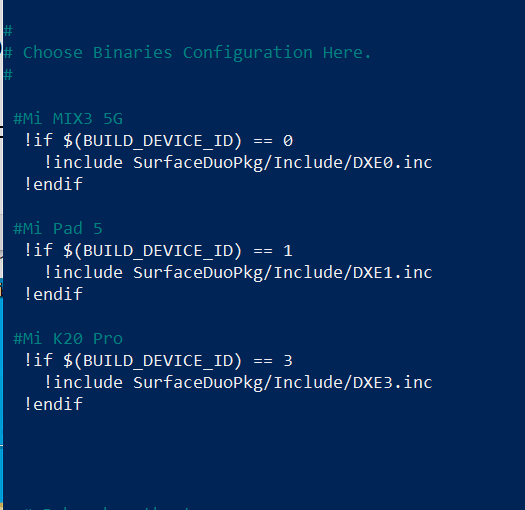 #
# Choose Binaries Configuration Here.
#
#Mi MIX3 5G
!if $(BUILD_DEVICE_ID) == 0
!include SurfaceDuoPkg/Include/DXE0.inc
!endif
#Mi Pad 5
!if $(BUILD_DEVICE_ID) == 1
!include SurfaceDuoPkg/Include/DXE1.inc
!endif
#Mi K20 Pro
!if $(BUILD_DEVICE_ID) == 3
!include SurfaceDuoPkg/Include/DXE3.inc
!endif